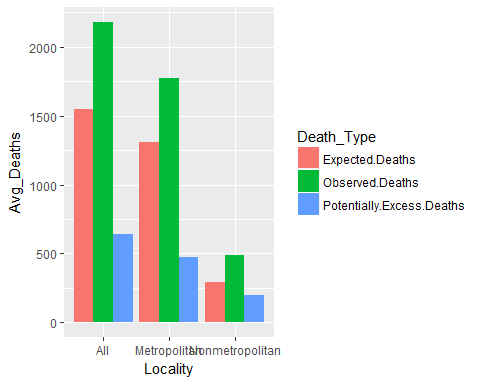 Avg_Deaths
2000
1500
1000
500
0
All
Metropolitan
Nonmetropolitan
Locality
Death_Type
Expected.Deaths
Observed.Deaths
Potentially.Excess.Deaths